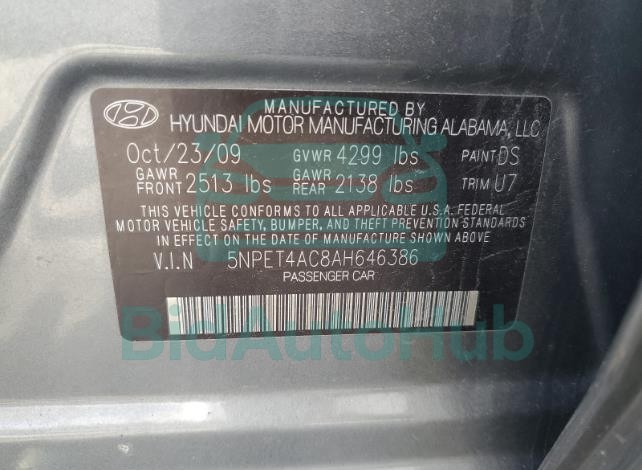 MANUFACTURED BY
HYUNDAI MOTOR MANUFACTURING ALABAMA, LLC
Oct/23/09 GVWR 4299 lbs PAINT DS
GAWR FRONT 2513 lbs GAWR REAR 2138 lbs TRIM U7
THIS VEHICLE CONFORMS TO ALL APPLICABLE U.S.A. FEDERAL
MOTOR VEHICLE SAFETY, BUMPER, AND THEFT PREVENTION STANDARDS
IN EFFECT ON THE DATE OF MANUFACTURE SHOWN ABOVE
V.I.N 5NPET4AC8AH646386
PASSENGER CAR
BidAutoHub